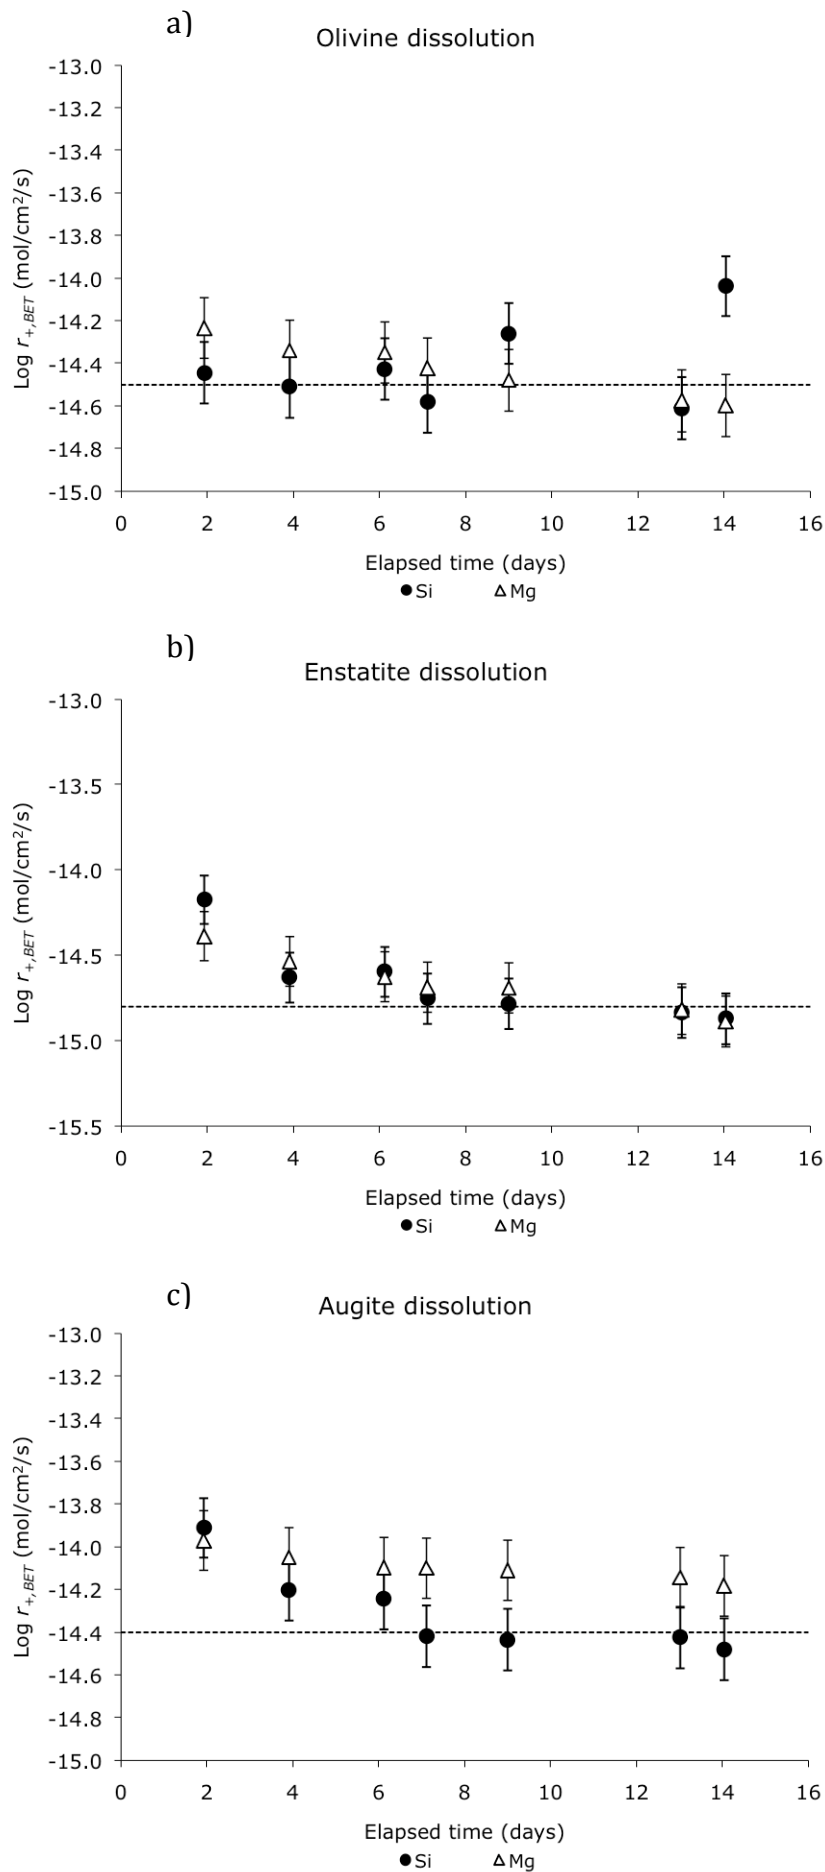 a)
Olivine dissolution
Log r+,BET (mol/cm²/s)
-13.0
-13.2
-13.4
-13.6
-13.8
-14.0
-14.2
-14.4
-14.6
-14.8
-15.0
0 2 4 6 8 10 12 14 16
Elapsed time (days)
Si Mg
b)
Enstatite dissolution
Log r+,BET (mol/cm²/s)
-13.0
-13.5
-14.0
-14.5
-15.0
-15.5
0 2 4 6 8 10 12 14 16
Elapsed time (days)
Si Mg
c)
Augite dissolution
Log r+,BET (mol/cm²/s)
-13.0
-13.2
-13.4
-13.6
-13.8
-14.0
-14.2
-14.4
-14.6
-14.8
-15.0
0 2 4 6 8 10 12 14 16
Elapsed time (days)
Si Mg